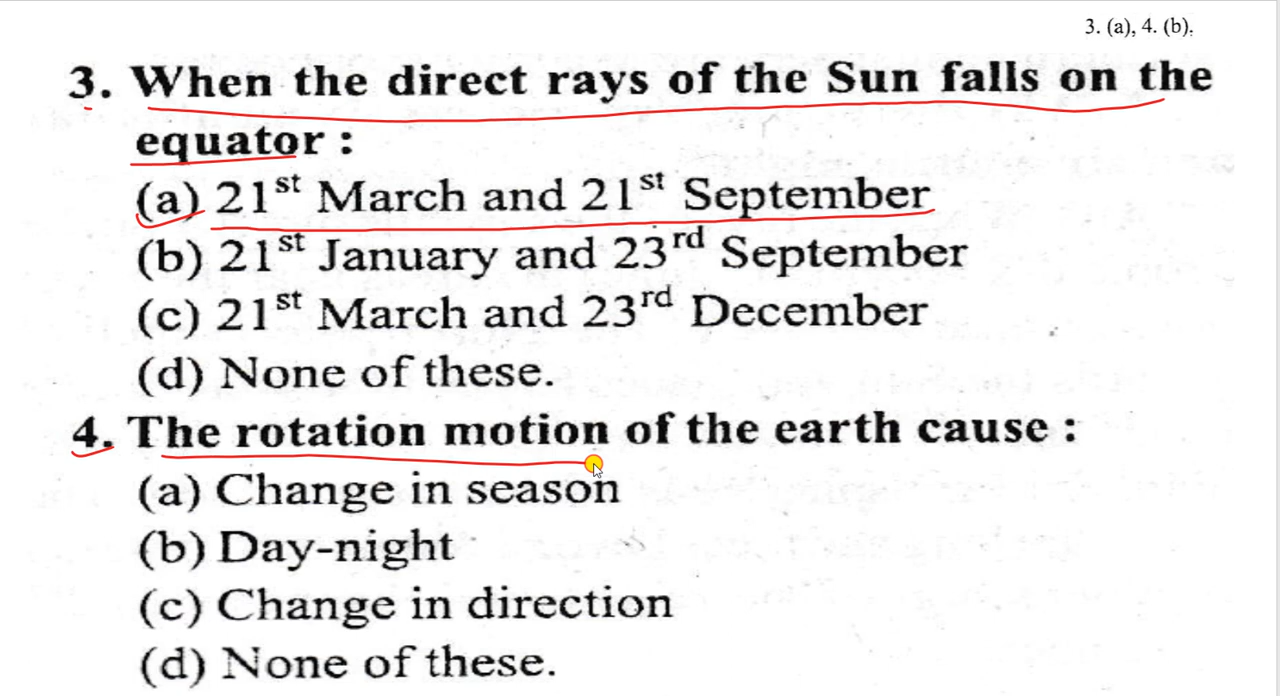 3. (a), 4. (b).
3. When the direct rays of the Sun falls on the
equator :
(a) 21st March and 21st September
(b) 21st January and 23rd September
(c) 21st March and 23rd December
(d) None of these.
4. The rotation motion of the earth cause :
(a) Change in season
(b) Day-night
(c) Change in direction
(d) None of these.